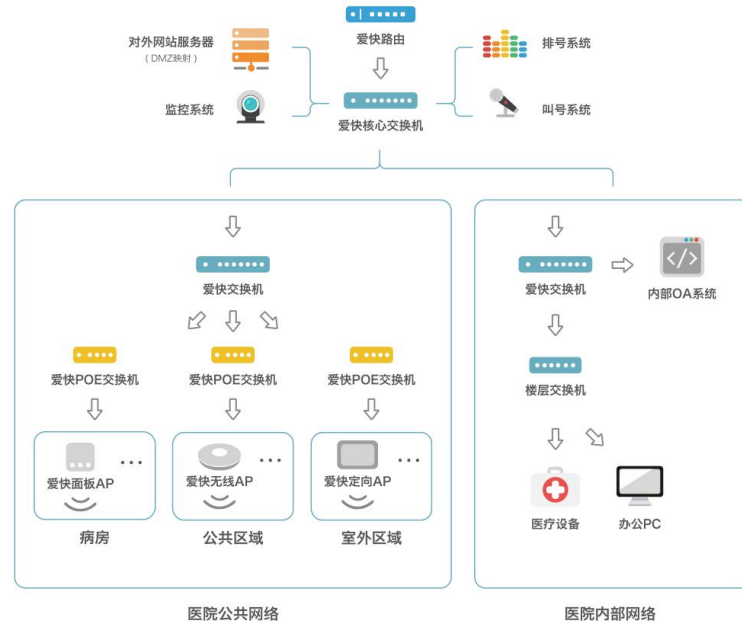 爱快路由
对外网站服务器
（DMZ映射）
排号系统
监控系统
叫号系统
爱快核心交换机
爱快交换机
爱快POE交换机
爱快POE交换机
爱快POE交换机
爱快面板AP
爱快无线AP
爱快定向AP
病房
公共区域
室外区域
医院公共网络
爱快交换机
内部OA系统
楼层交换机
医疗设备
办公PC
医院内部网络